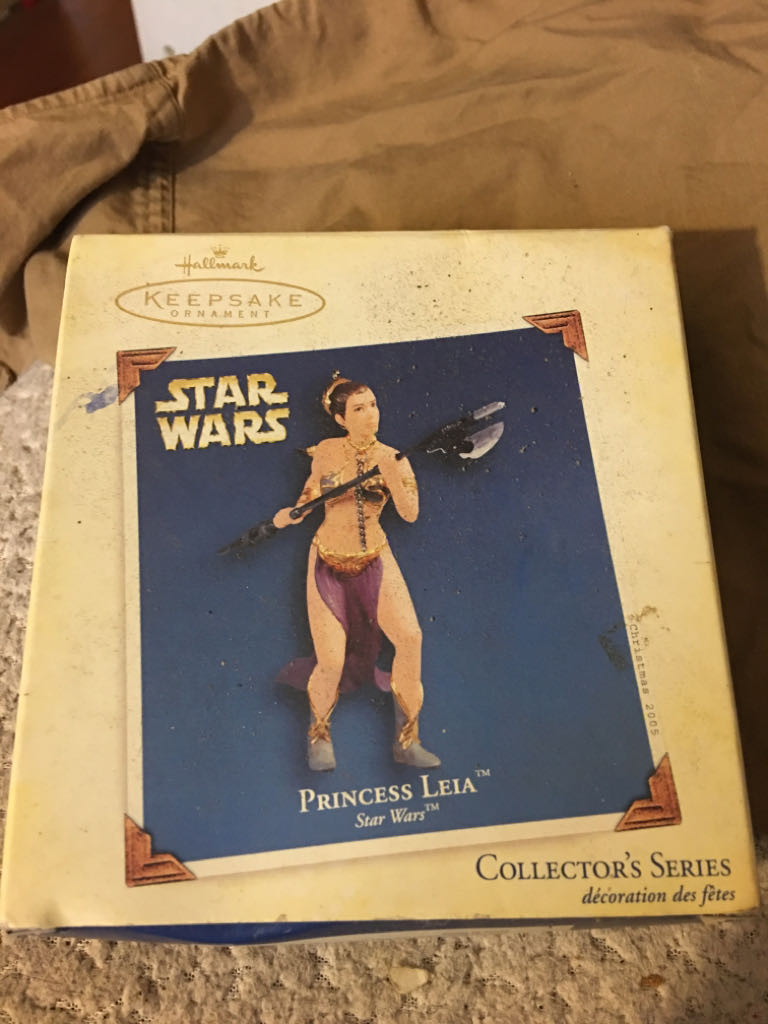 Hallmark
KEEPSAKE
ORNAMENT
STAR
WARS
Christmas 2005
PRINCESS LEIA™
Star Wars™
COLLECTOR'S SERIES
décoration des fêtes